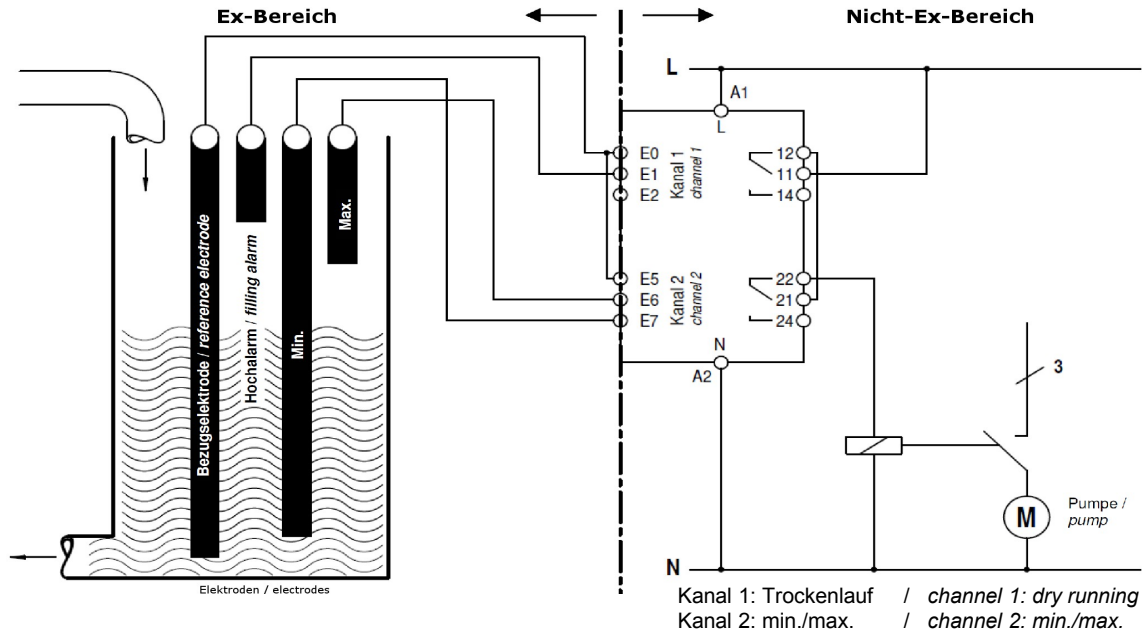 Ex-Bereich
Nicht-Ex-Bereich
L
A1
L
E0
E1
E2
Kanal 1
channel 1
12
11
14
E5
E6
E7
Kanal 2
channel 2
22
21
24
N
A2
Bezugselektrode / reference electrode
Hochalarm / filling alarm
Min.
Max.
3
M
Pumpe /
pump
N
Elektroden / electrodes
Kanal 1: Trockenlauf / channel 1: dry running
Kanal 2: min./max. / channel 2: min./max.